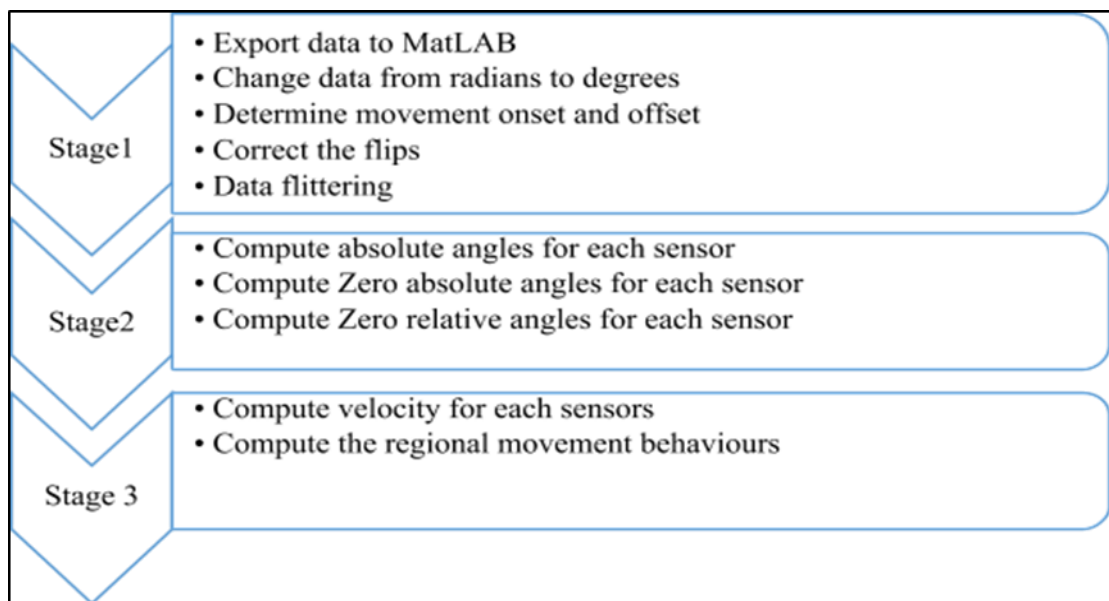 Stage1
• Export data to MatLAB
• Change data from radians to degrees
• Determine movement onset and offset
• Correct the flips
• Data flittering
Stage2
• Compute absolute angles for each sensor
• Compute Zero absolute angles for each sensor
• Compute Zero relative angles for each sensor
Stage 3
• Compute velocity for each sensors
• Compute the regional movement behaviours